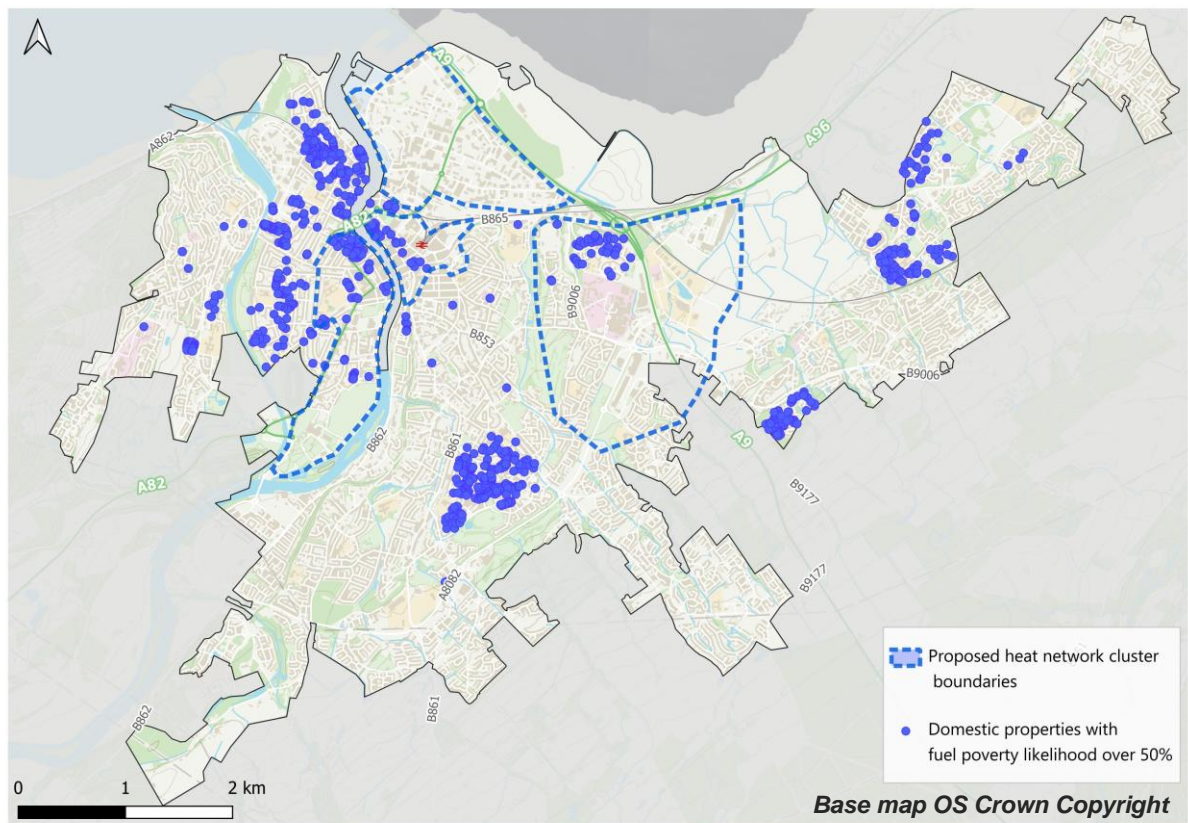 A9
A862
A96
A82
B865
B9006
B853
B9006
B862
B861
A9
A82
B9177
B9177
A8082
B861
B862
Proposed heat network cluster
boundaries
Domestic properties with
fuel poverty likelihood over 50%
0 1 2 km
Base map OS Crown Copyright